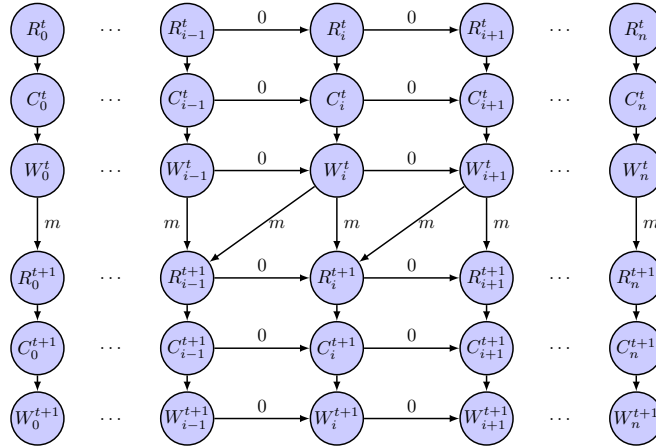 0 0
R_0^t ··· R_{i-1}^t R_i^t R_{i+1}^t ··· R_n^t
0 0
C_0^t ··· C_{i-1}^t C_i^t C_{i+1}^t ··· C_n^t
0 0
W_0^t ··· W_{i-1}^t W_i^t W_{i+1}^t ··· W_n^t
m m m m m m m
0 0
R_0^{t+1} ··· R_{i-1}^{t+1} R_i^{t+1} R_{i+1}^{t+1} ··· R_n^{t+1}
0 0
C_0^{t+1} ··· C_{i-1}^{t+1} C_i^{t+1} C_{i+1}^{t+1} ··· C_n^{t+1}
0 0
W_0^{t+1} ··· W_{i-1}^{t+1} W_i^{t+1} W_{i+1}^{t+1} ··· W_n^{t+1}